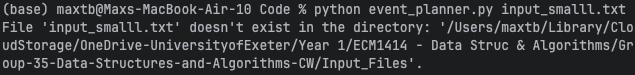 (base) maxtb@Maxs-MacBook-Air-10 Code % python event_planner.py input_smalll.txt
File 'input_smalll.txt' doesn't exist in the directory: '/Users/maxtb/Library/Clo
udStorage/OneDrive-UniversityofExeter/Year 1/ECM1414 - Data Struc & Algorithms/Gr
oup-35-Data-Structures-and-Algorithms-CW/Input_Files'.